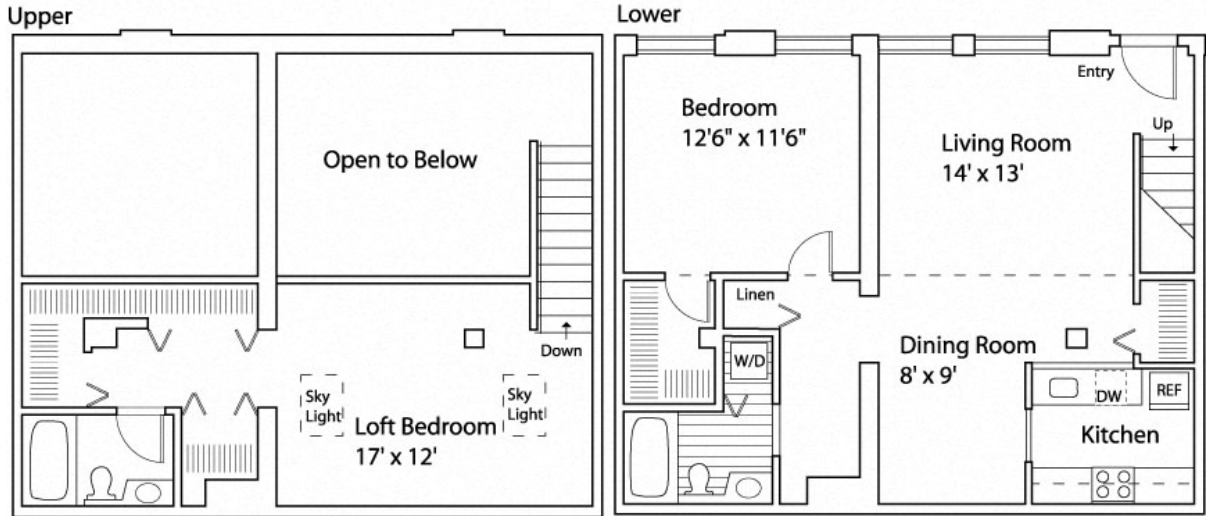 Upper
Open to Below
Down
Sky
Light
Sky
Light
Loft Bedroom
17' x 12'
Lower
Entry
Bedroom
12'6" x 11'6"
Up
Living Room
14' x 13'
Linen
W/D
Dining Room
8' x 9'
DW
REF
Kitchen